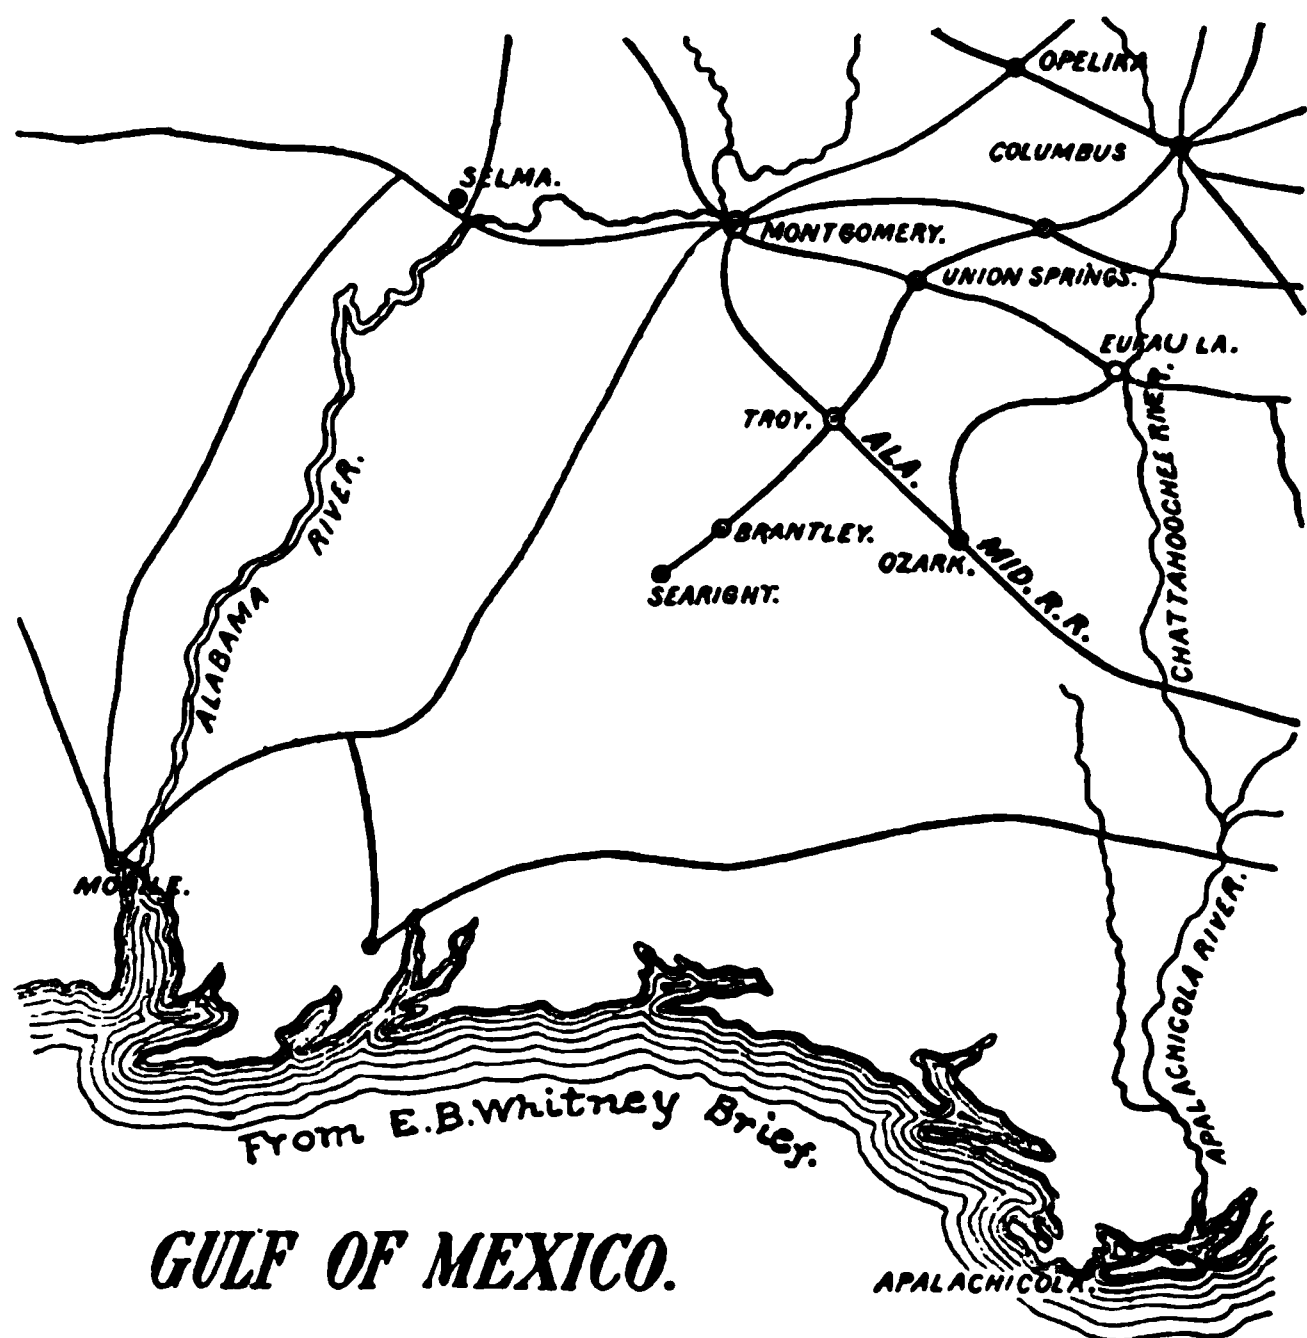 OPELIKA
COLUMBUS
SELMA.
MONTGOMERY.
UNION SPRINGS.
EUFAULA.
CHATTAHOOCHEE RIVER.
TROY.
ALA. MID. R. R.
ALABAMA RIVER.
BRANTLEY.
OZARK.
SEARIGHT.
MOBILE.
APALACHICOLA RIVER.
From E.B. Whitney Brief.
GULF OF MEXICO.
APALACHICOLA.